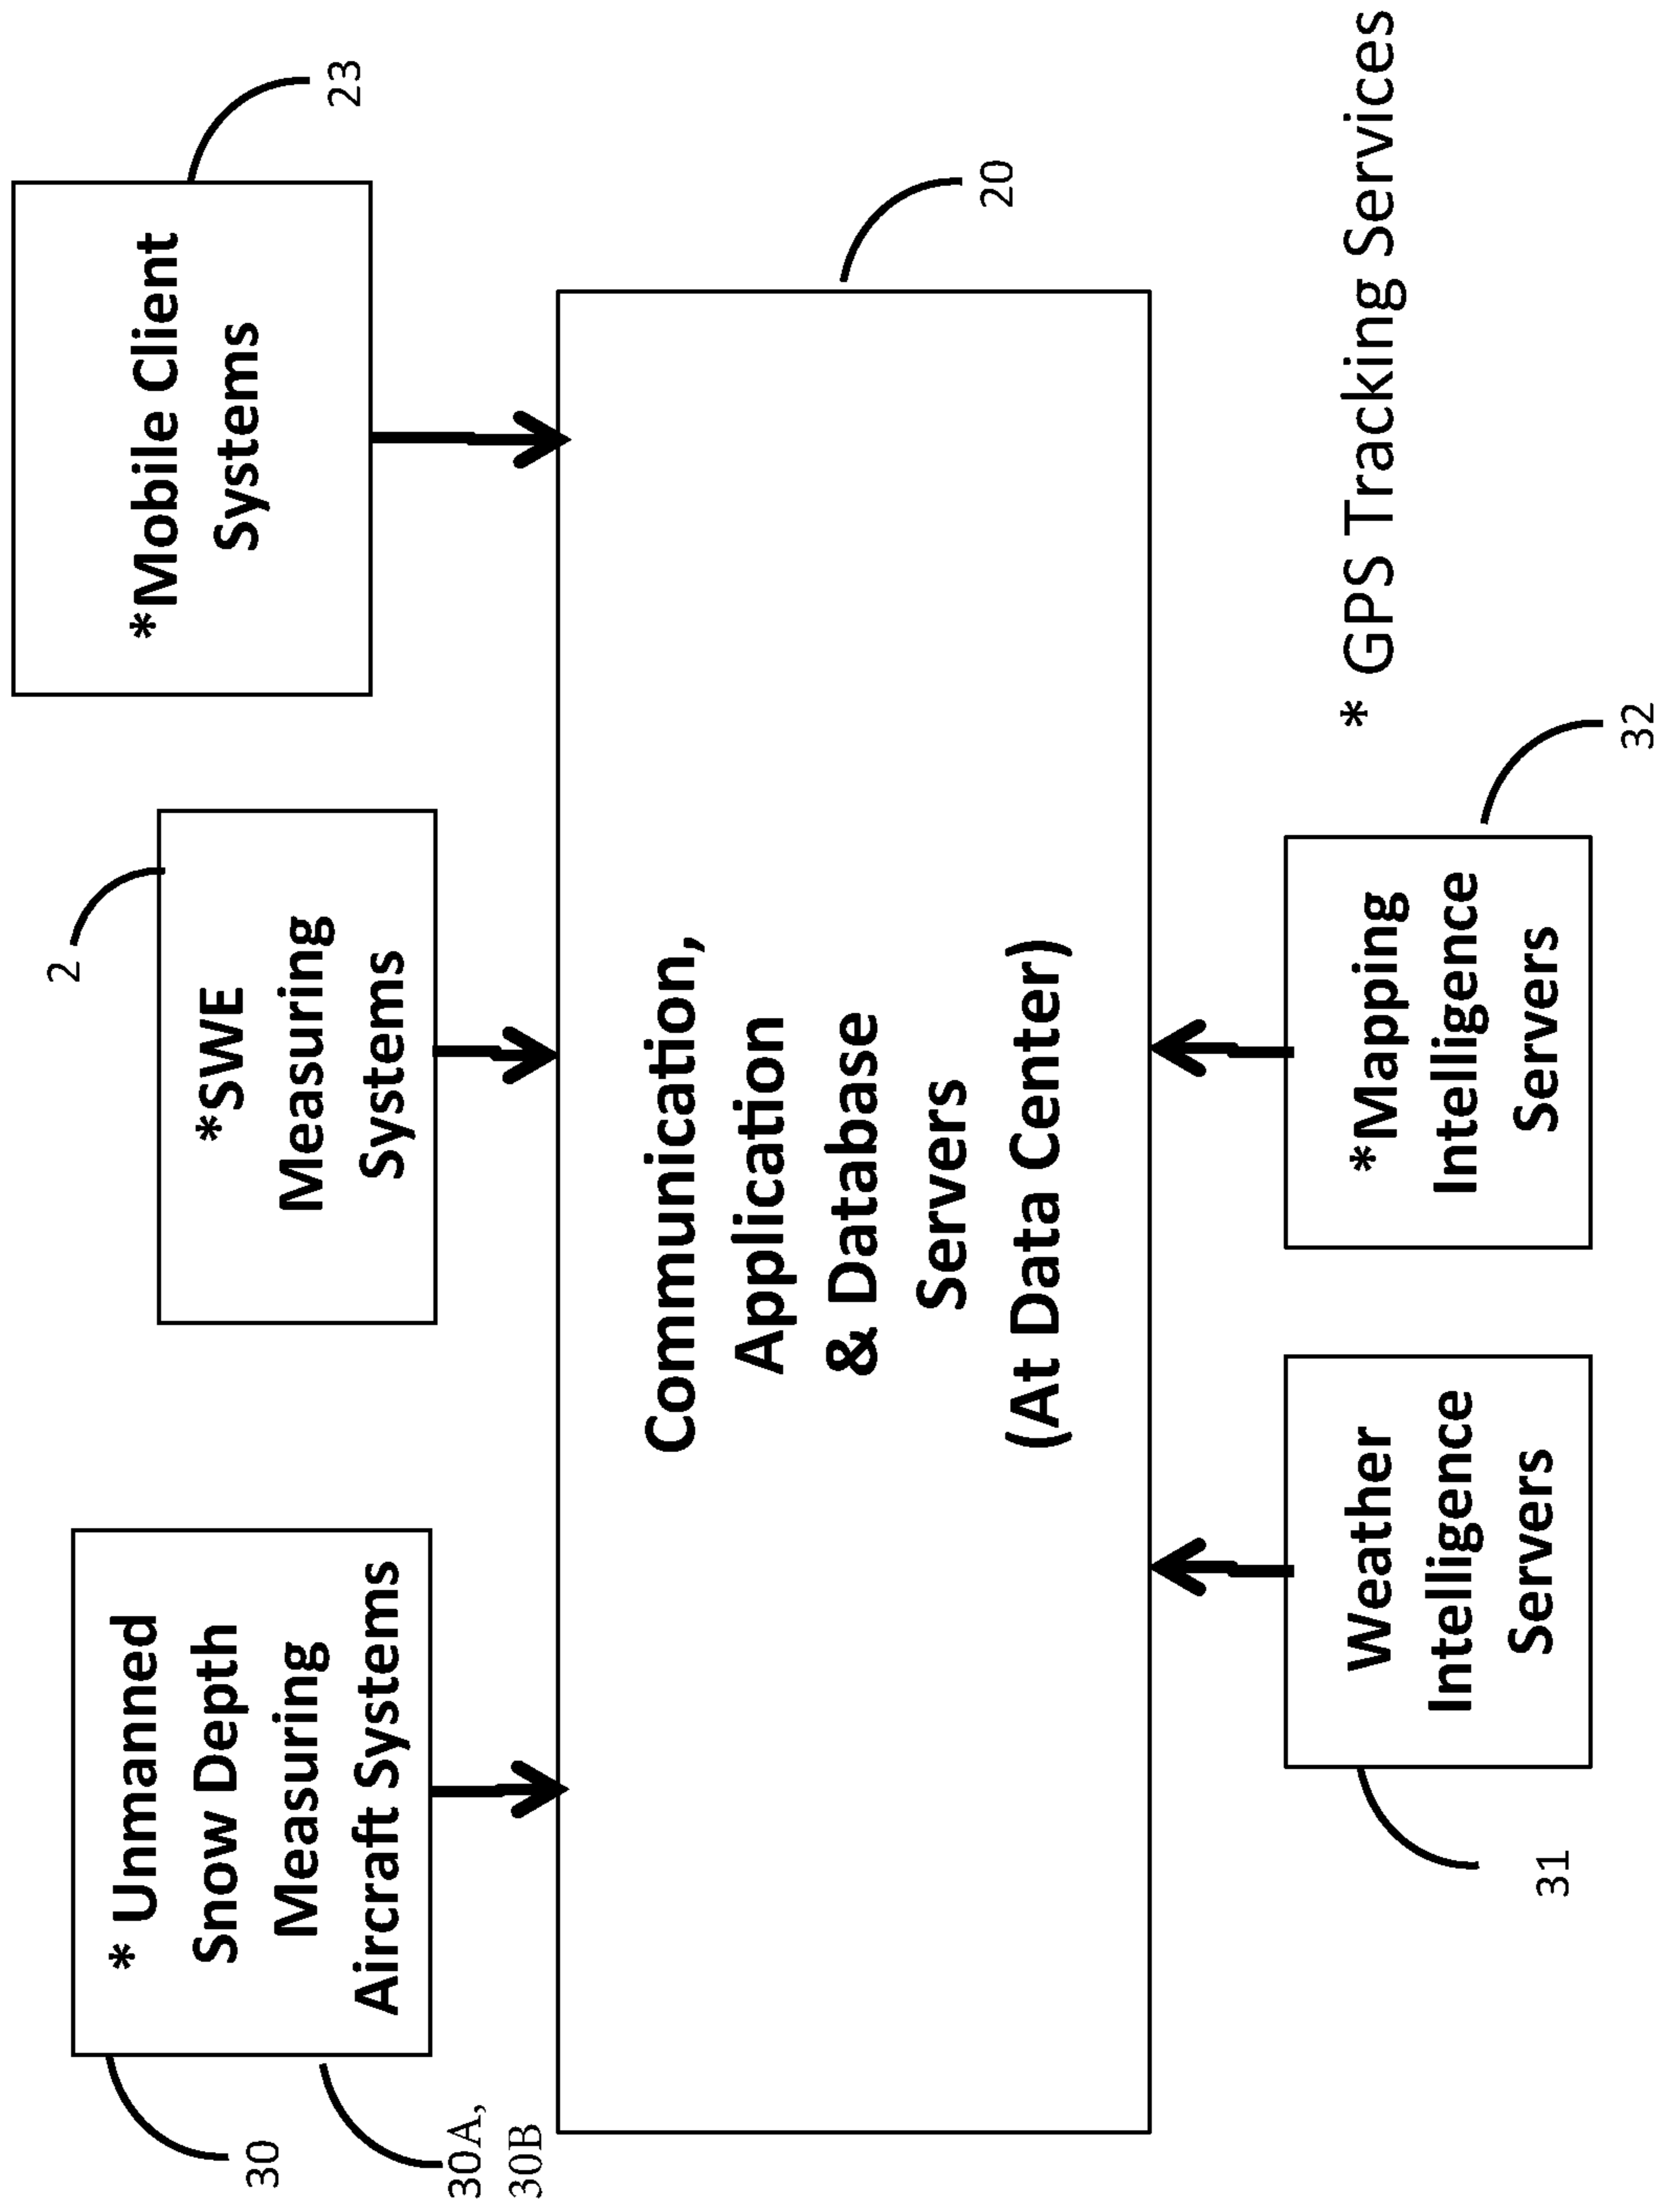 30
30A,
30B
* Unmanned
Snow Depth
Measuring
Aircraft Systems
2
*SWE
Measuring
Systems
*Mobile Client
Systems
23
Communication,
Application
& Database
Servers
(At Data Center)
20
31
Weather
Intelligence
Servers
*Mapping
Intelligence
Servers
32
* GPS Tracking Services